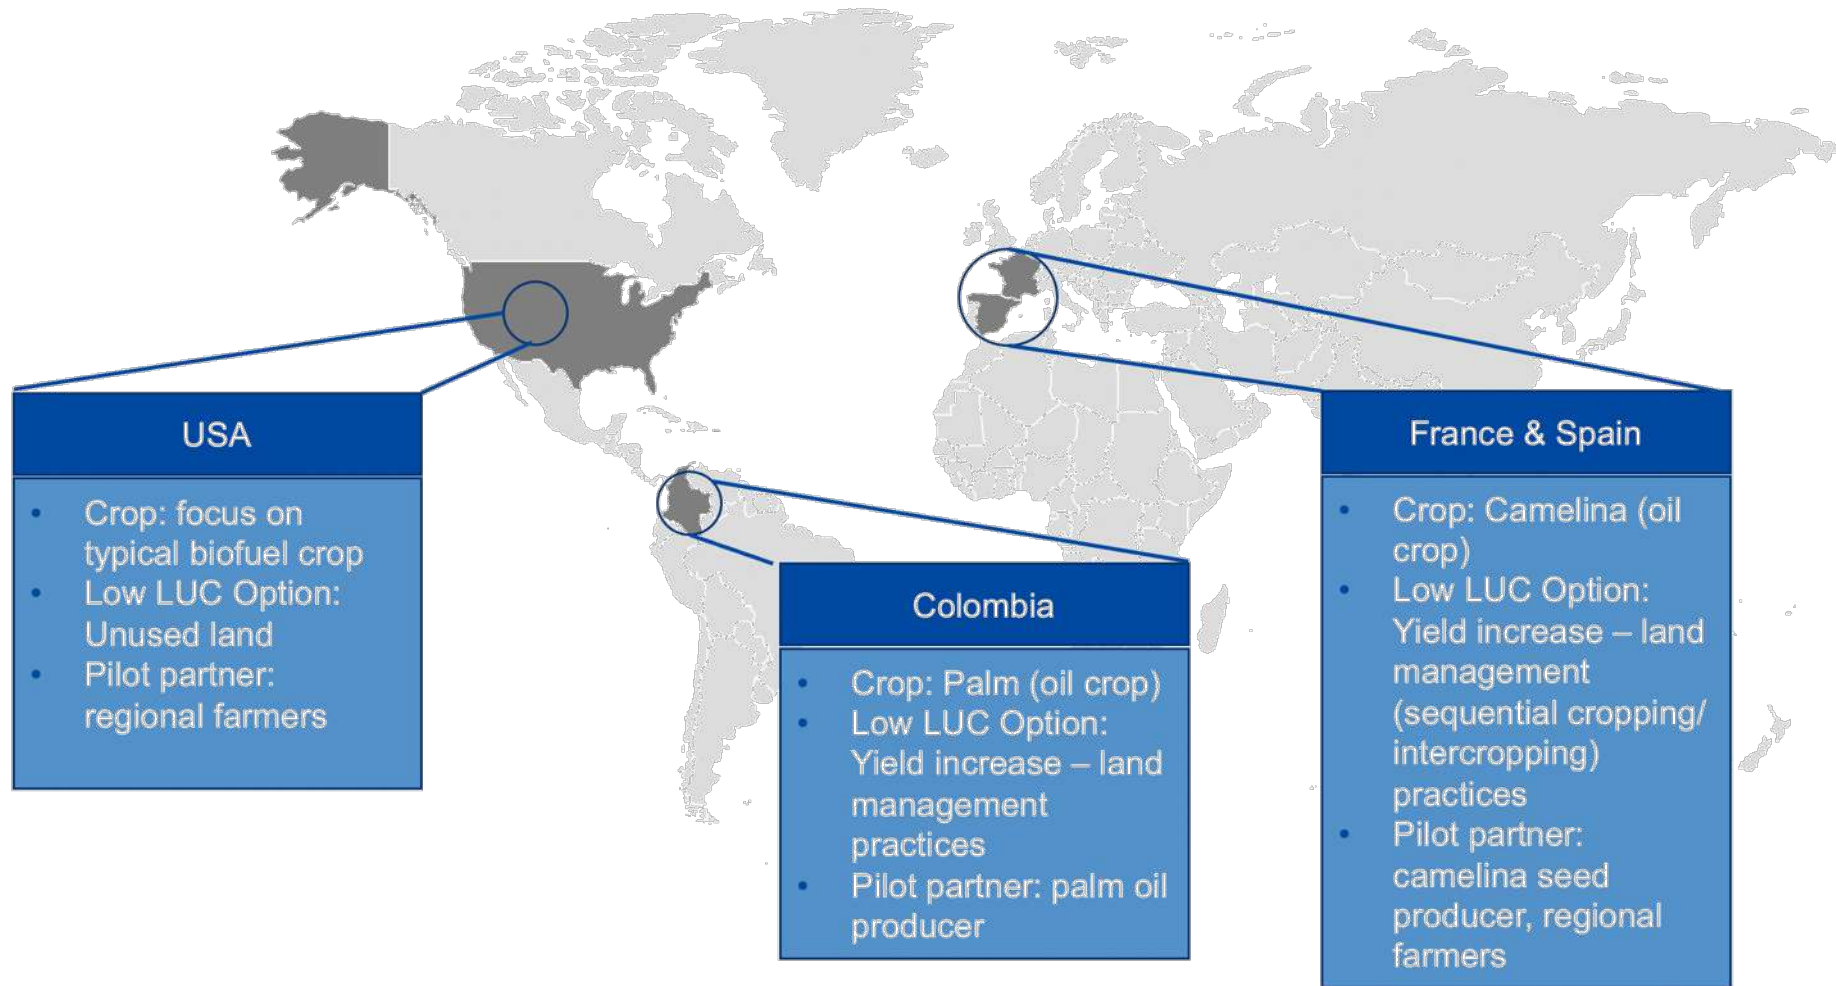 USA
• Crop: focus on
typical biofuel crop
• Low LUC Option:
Unused land
• Pilot partner:
regional farmers
Colombia
• Crop: Palm (oil crop)
• Low LUC Option:
Yield increase – land
management
practices
• Pilot partner: palm oil
producer
France & Spain
• Crop: Camelina (oil
crop)
• Low LUC Option:
Yield increase – land
management
(sequential cropping/
intercropping)
practices
• Pilot partner:
camelina seed
producer, regional
farmers